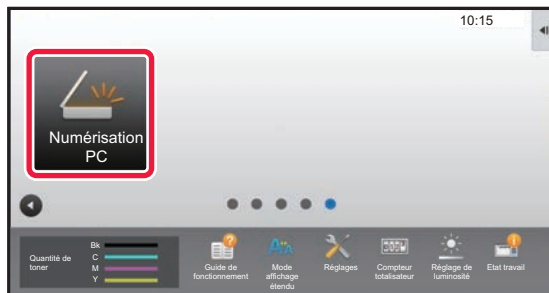 10:15
Numérisation
PC
Quantité de
toner
Bk
C
M
Y
Guide de
fonctionnement
Mode
affichage
étendu
Réglages
Compteur
totalisateur
Réglage de
luminosité
Etat travail